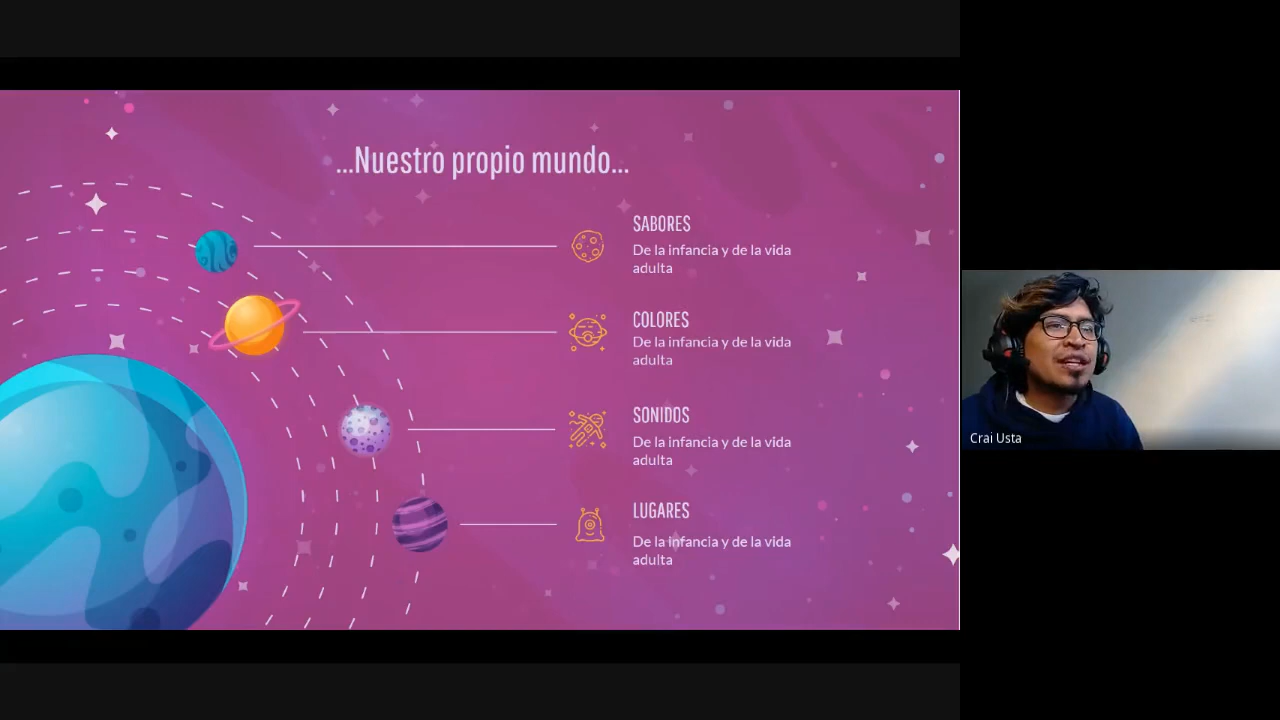 ...Nuestro propio mundo...
SABORES
De la infancia y de la vida
adulta
COLORES
De la infancia y de la vida
adulta
SONIDOS
De la infancia y de la vida
adulta
LUGARES
De la infancia y de la vida
adulta
Crai Usta